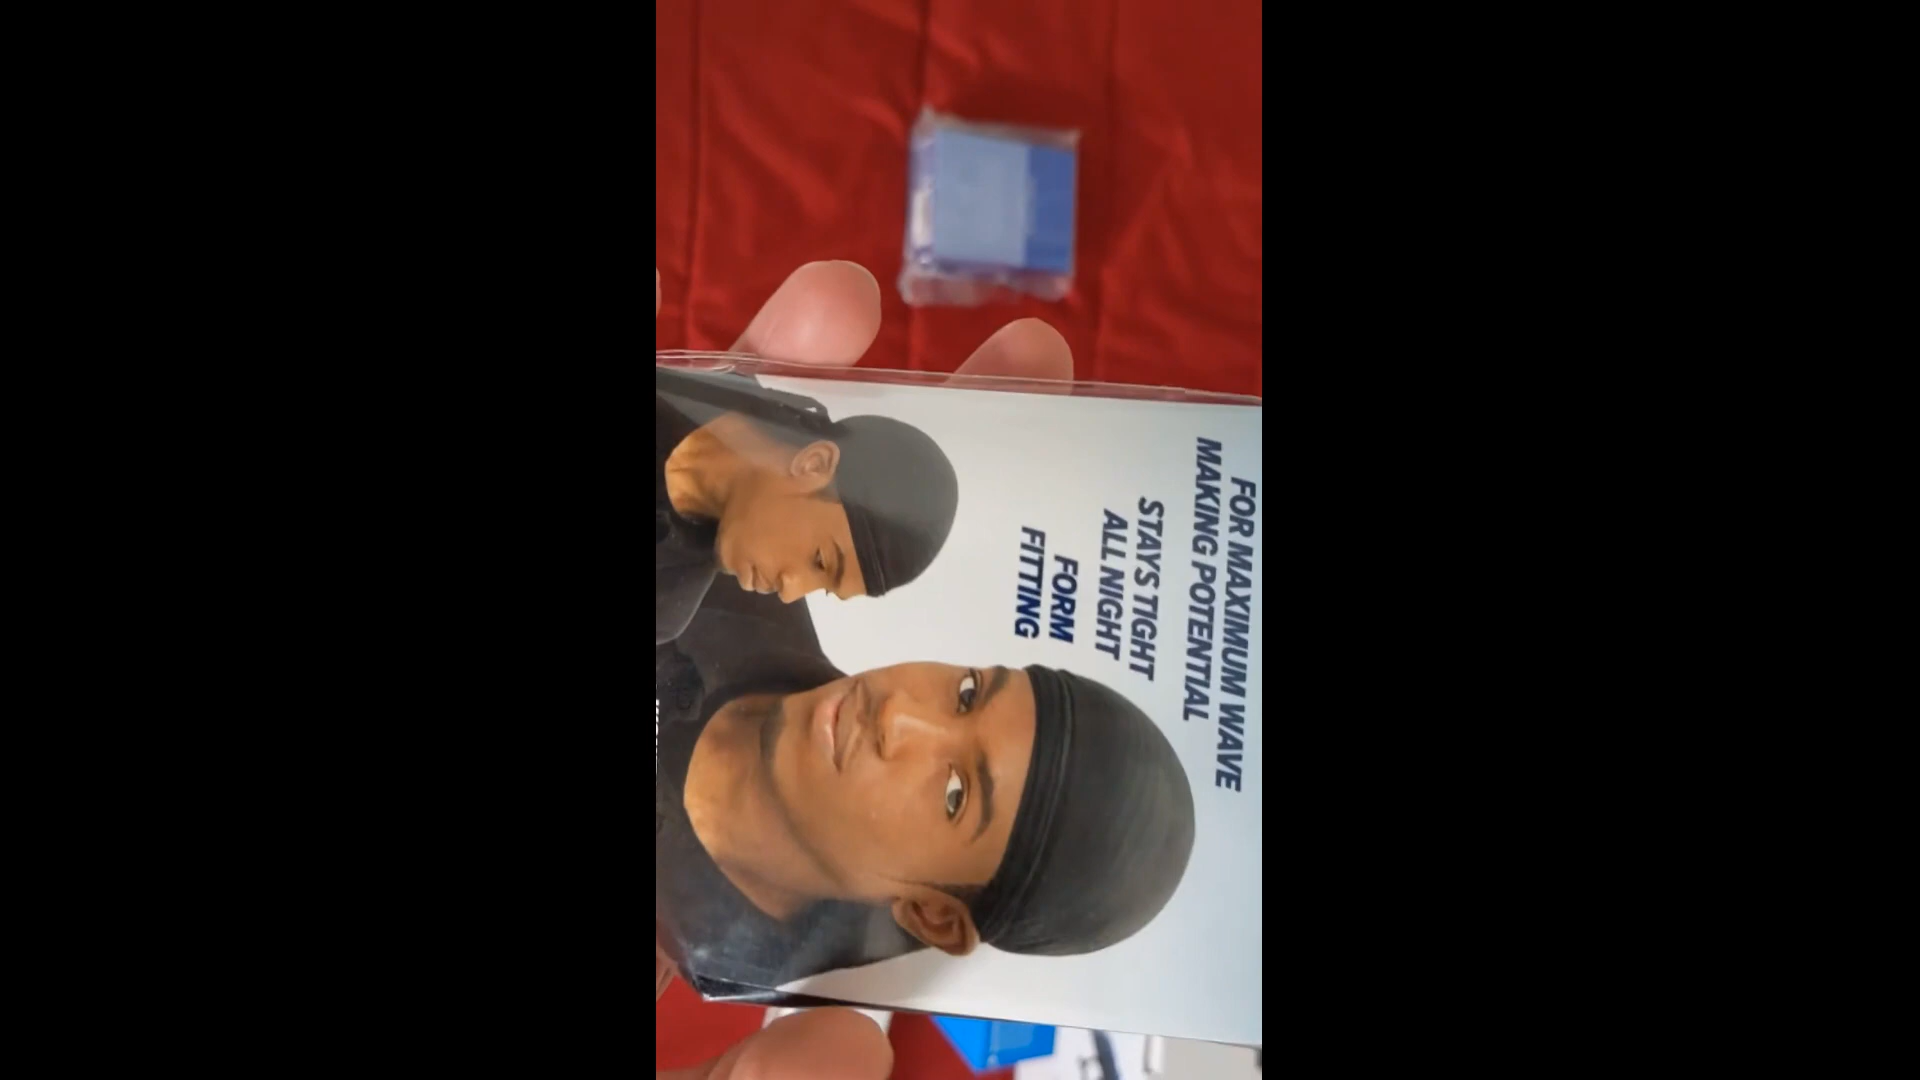 FOR MAXIMUM WAVE
MAKING POTENTIAL
STAYS TIGHT
ALL NIGHT
FORM
FITTING